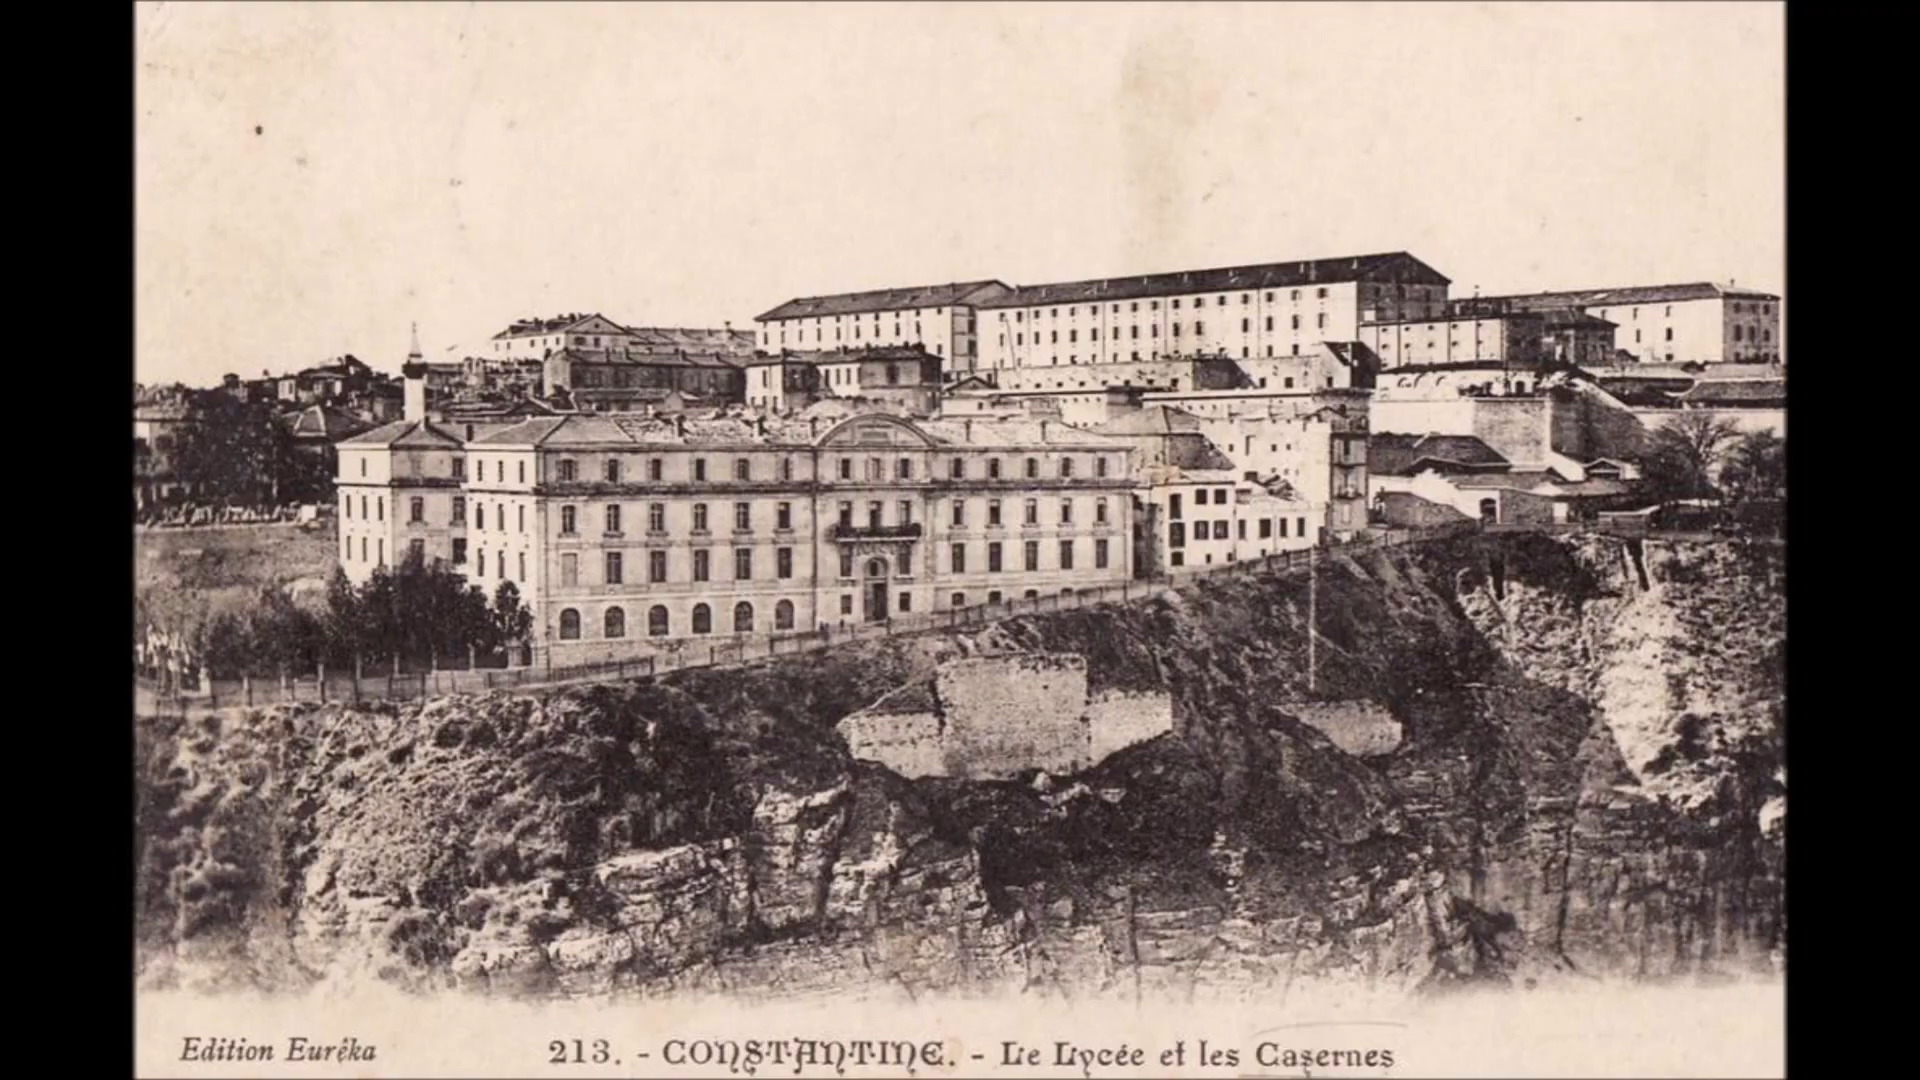 Edition Eurêka
213. - CONSTANTINE. - Le Lycée et les Casernes